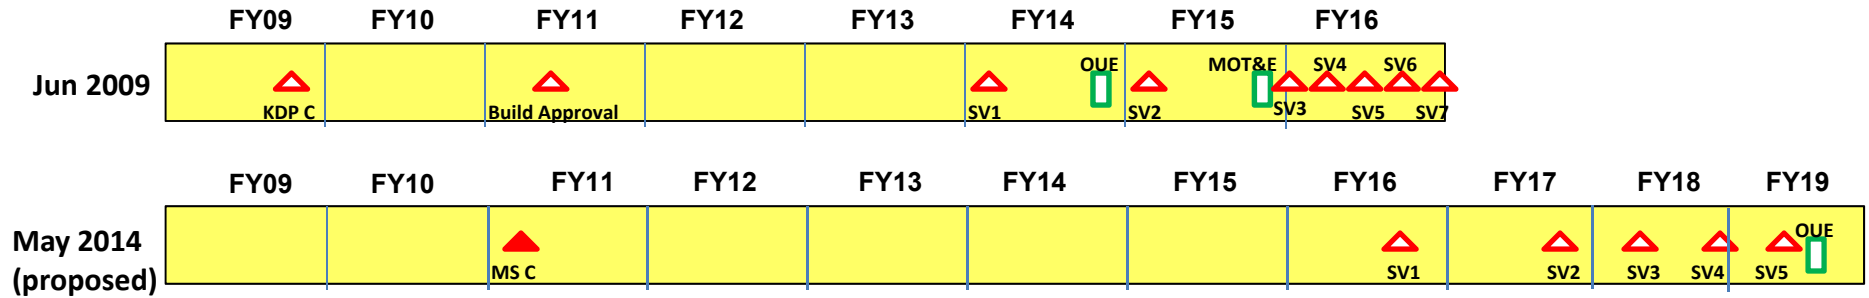 FY09 FY10 FY11 FY12 FY13 FY14 FY15 FY16
Jun 2009
OUE MOT&E SV4 SV6
KDP C Build Approval SV1 SV2 SV3 SV5 SV7
FY09 FY10 FY11 FY12 FY13 FY14 FY15 FY16 FY17 FY18 FY19
May 2014
(proposed)
OUE
MS C SV1 SV2 SV3 SV4 SV5